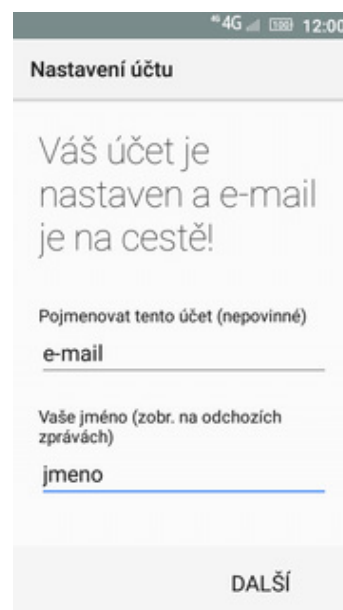 4G 100 12:00
Nastavení účtu
Váš účet je
nastaven a e-mail
je na cestě!
Pojmenovat tento účet (nepovinné)
e-mail
Vaše jméno (zobr. na odchozích
zprávách)
jmeno
DALŠÍ